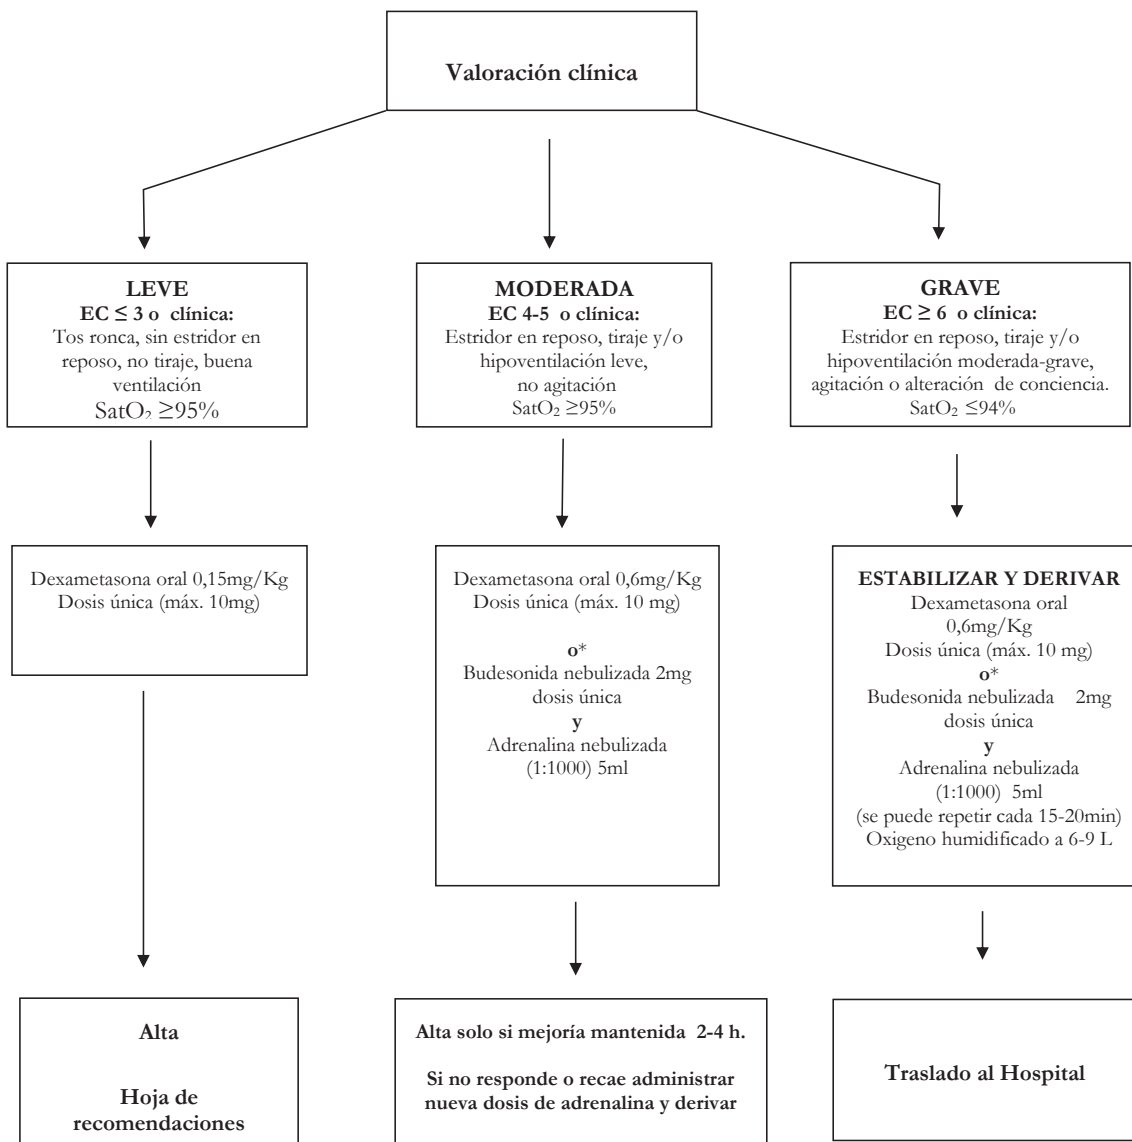 Valoración clínica
LEVE
EC ≤ 3 o clínica:
Tos ronca, sin estridor en
reposo, no tiraje, buena
ventilación
SatO₂ ≥95%
MODERADA
EC 4-5 o clínica:
Estridor en reposo, tiraje y/o
hipoventilación leve,
no agitación
SatO₂ ≥95%
GRAVE
EC ≥ 6 o clínica:
Estridor en reposo, tiraje y/o
hipoventilación moderada-grave,
agitación o alteración de conciencia.
SatO₂ ≤94%
Dexametasona oral 0,15mg/Kg
Dosis única (máx. 10mg)
Dexametasona oral 0,6mg/Kg
Dosis única (máx. 10 mg)
o*
Budesonida nebulizada 2mg
dosis única
y
Adrenalina nebulizada
(1:1000) 5ml
ESTABILIZAR Y DERIVAR
Dexametasona oral
0,6mg/Kg
Dosis única (máx. 10 mg)
o*
Budesonida nebulizada 2mg
dosis única
y
Adrenalina nebulizada
(1:1000) 5ml
(se puede repetir cada 15-20min)
Oxigeno humidificado a 6-9 L
Alta
Hoja de
recomendaciones
Alta solo si mejoría mantenida 2-4 h.
Si no responde o recae administrar
nueva dosis de adrenalina y derivar
Traslado al Hospital